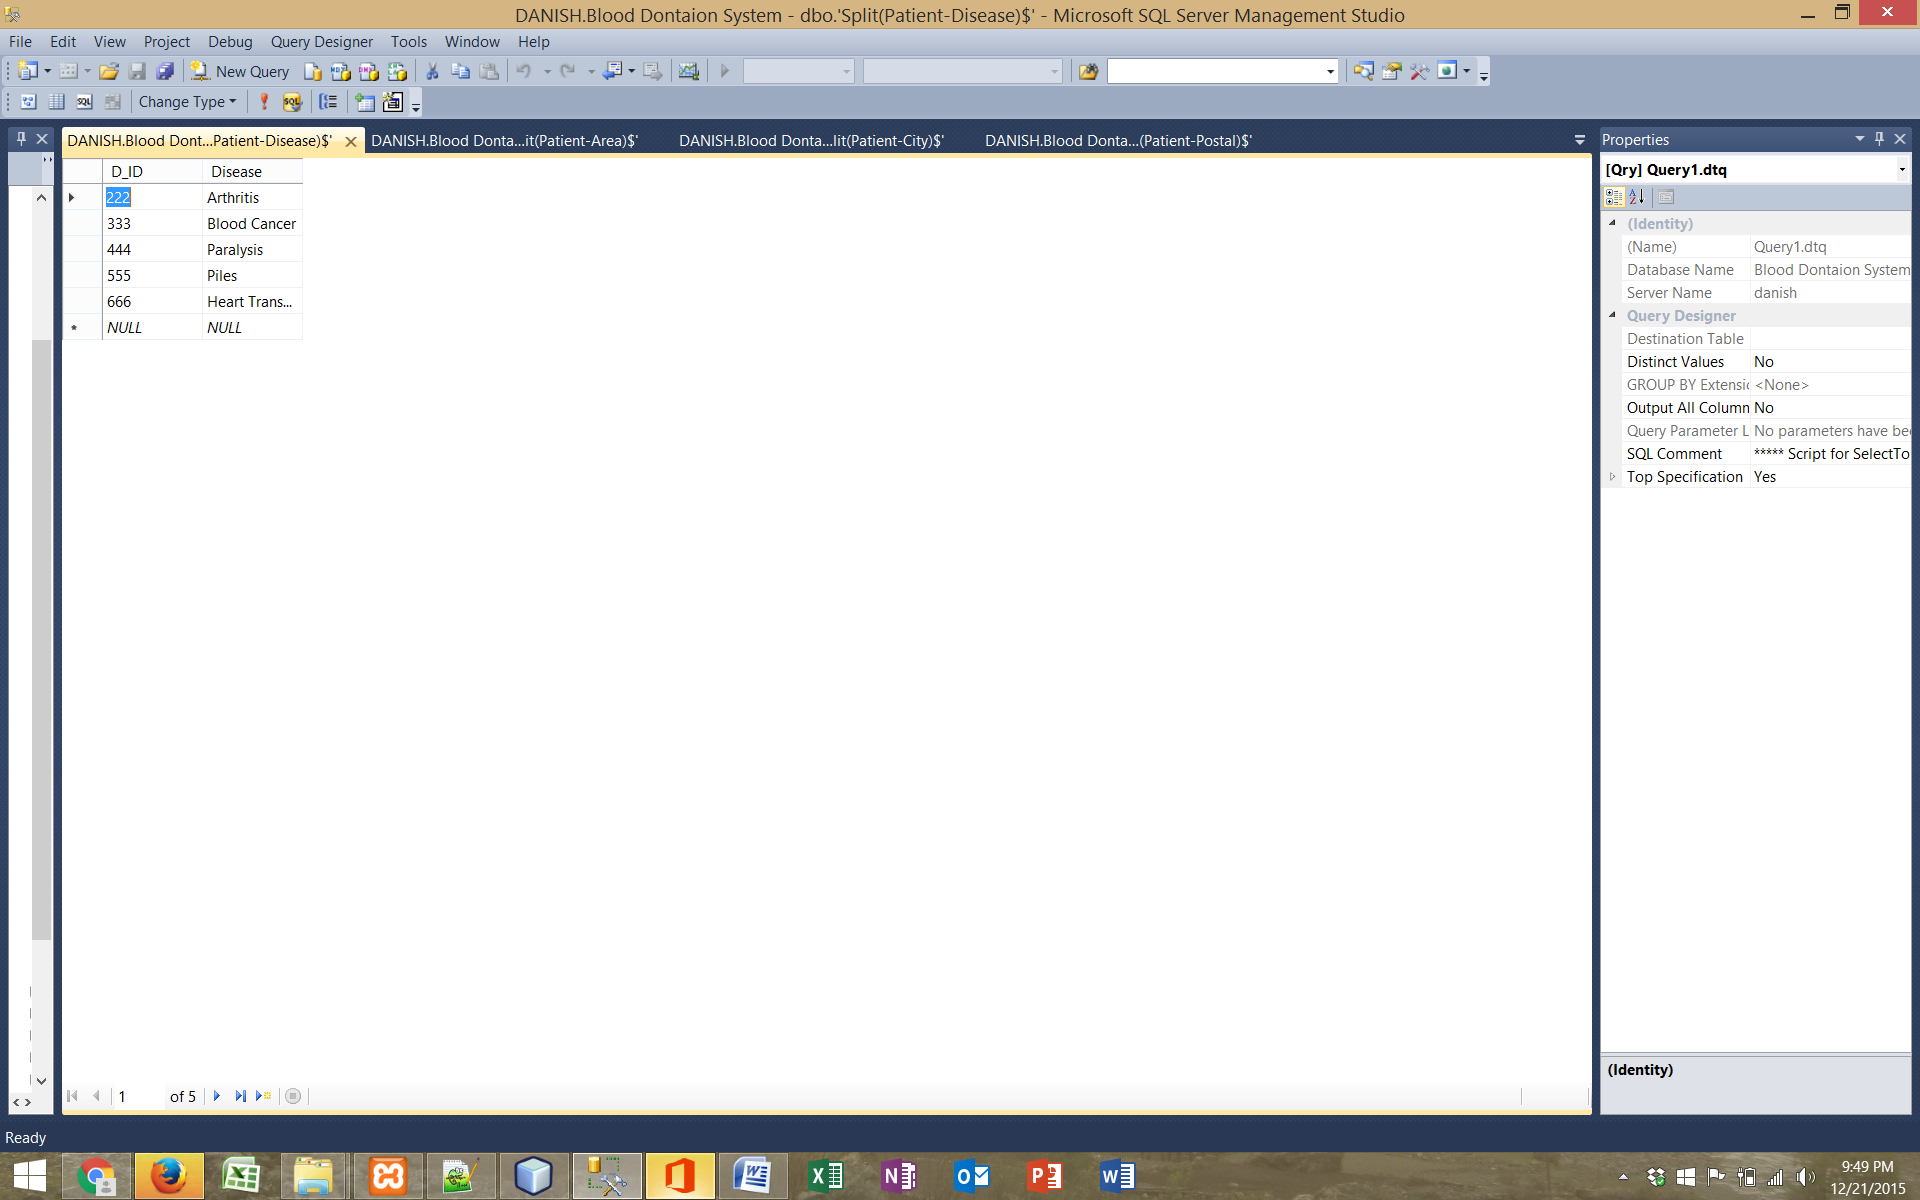 DANISH.Blood Dontaion System - dbo.'Split(Patient-Disease)$' - Microsoft SQL Server Management Studio
File Edit View Project Debug Query Designer Tools Window Help
New Query
SQL Change Type SQL
DANISH.Blood Dont...Patient-Disease)$' DANISH.Blood Donta...it(Patient-Area)$' DANISH.Blood Donta...lit(Patient-City)$' DANISH.Blood Donta...(Patient-Postal)$'
D_ID Disease
222 Arthritis
333 Blood Cancer
444 Paralysis
555 Piles
666 Heart Trans...
NULL NULL
1 of 5
Properties
[Qry] Query1.dtq
(Identity)
(Name) Query1.dtq
Database Name Blood Dontaion System
Server Name danish
Query Designer
Destination Table
Distinct Values No
GROUP BY Extensi <None>
Output All Column No
Query Parameter L No parameters have bee
SQL Comment ***** Script for SelectTo
Top Specification Yes
(Identity)
Ready
9:49 PM
12/21/2015